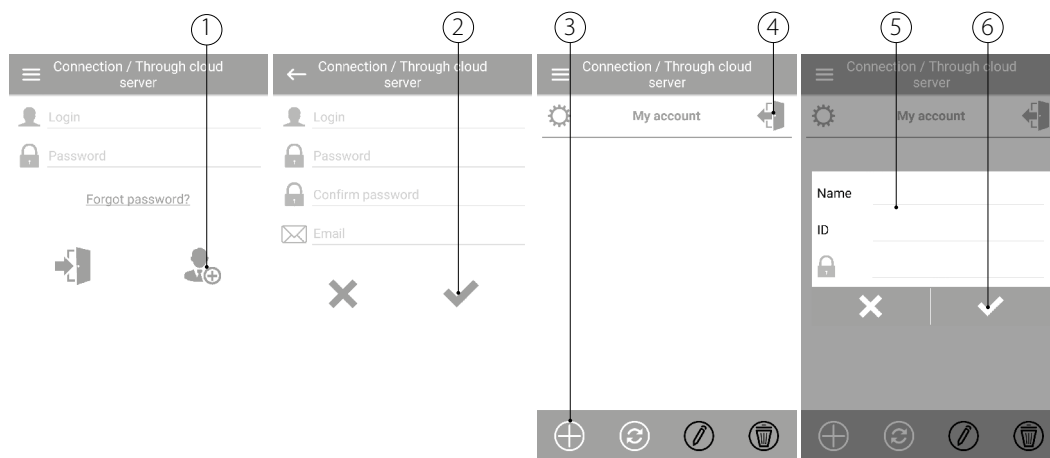 1
2
3
4
5
6
Connection / Through cloud
server
Login
Password
Forgot password?
Connection / Through cloud
server
Login
Password
Confirm password
Email
Connection / Through cloud
server
My account
Connection / Through cloud
server
My account
Name
ID